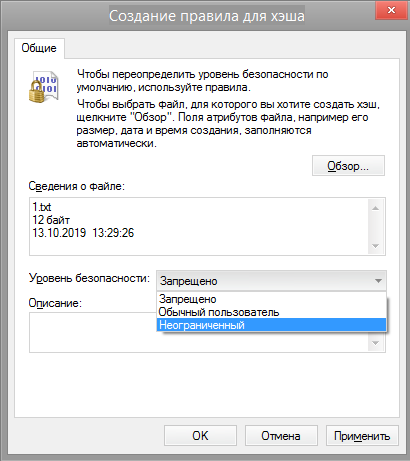 Создание правила для хэша
Общие
Чтобы переопределить уровень безопасности по
умолчанию, используйте правила.
Чтобы выбрать файл, для которого вы хотите создать хэш,
щелкните "Обзор". Поля атрибутов файла, например его
размер, дата и время создания, заполняются
автоматически.
Обзор...
Сведения о файле:
1.txt
12 байт
13.10.2019 13:29:26
Уровень безопасности:
Запрещено
Запрещено
Обычный пользователь
Неограниченный
Описание:
OK
Отмена
Применить